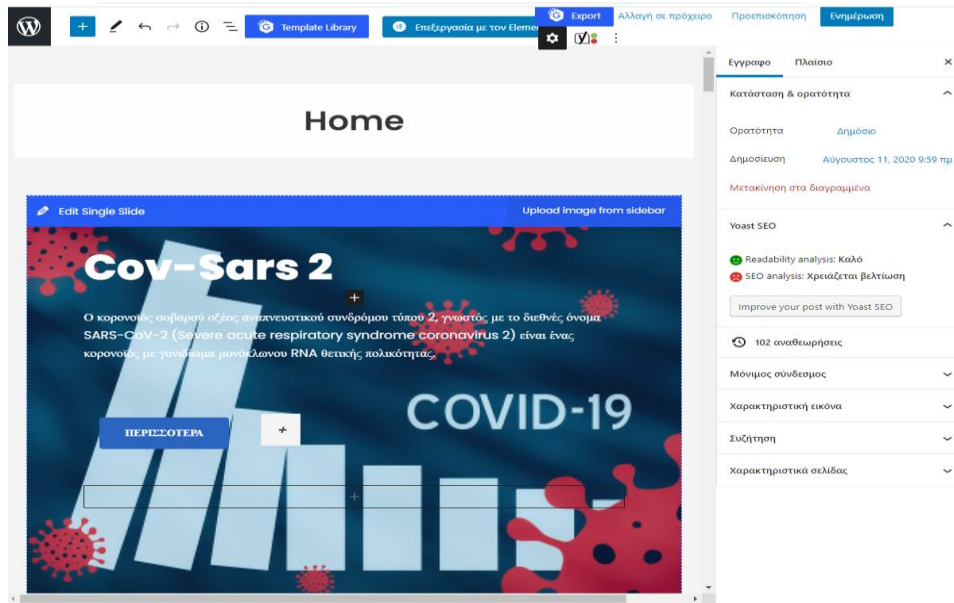 Template Library
Επεξεργασία με τον Eleme
Export
Αλλαγή σε πρόχειρο
Προεπισκόπηση
Ενημέρωση
Home
Edit Single Slide
Upload image from sidebar
Cov-Sars 2
Ο κορονοϊός σοβαρού οξέος αναπνευστικού συνδρόμου τύπου 2, γνωστός με το διεθνές όνομα
SARS-CoV-2 (Severe acute respiratory syndrome coronavirus 2) είναι ένας
κορονοϊός με γονιδίωμα μονόκλωνου RNA θετικής πολικότητας.
COVID-19
ΠΕΡΙΣΣΟΤΕΡΑ
Εγγραφο
Πλαίσιο
Κατάσταση & ορατότητα
Ορατότητα Δημόσιο
Δημοσίευση Αύγουστος 11, 2020 9:59 πμ
Μετακίνηση στα διαγραμμένα
Yoast SEO
Readability analysis: Καλό
SEO analysis: Χρειάζεται βελτίωση
Improve your post with Yoast SEO
102 αναθεωρήσεις
Μόνιμος σύνδεσμος
Χαρακτηριστική εικόνα
Συζήτηση
Χαρακτηριστικά σελίδας